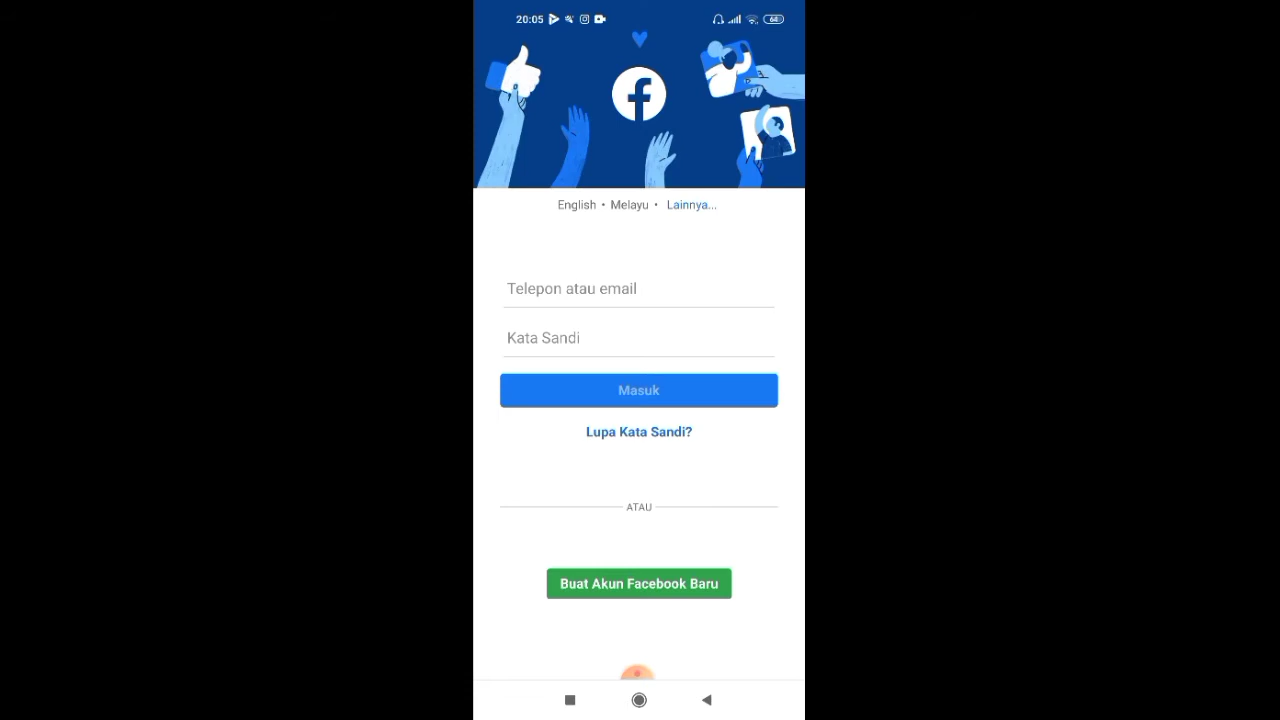 20:05 64
English • Melayu • Lainnya...
Telepon atau email
Kata Sandi
Masuk
Lupa Kata Sandi?
ATAU
Buat Akun Facebook Baru